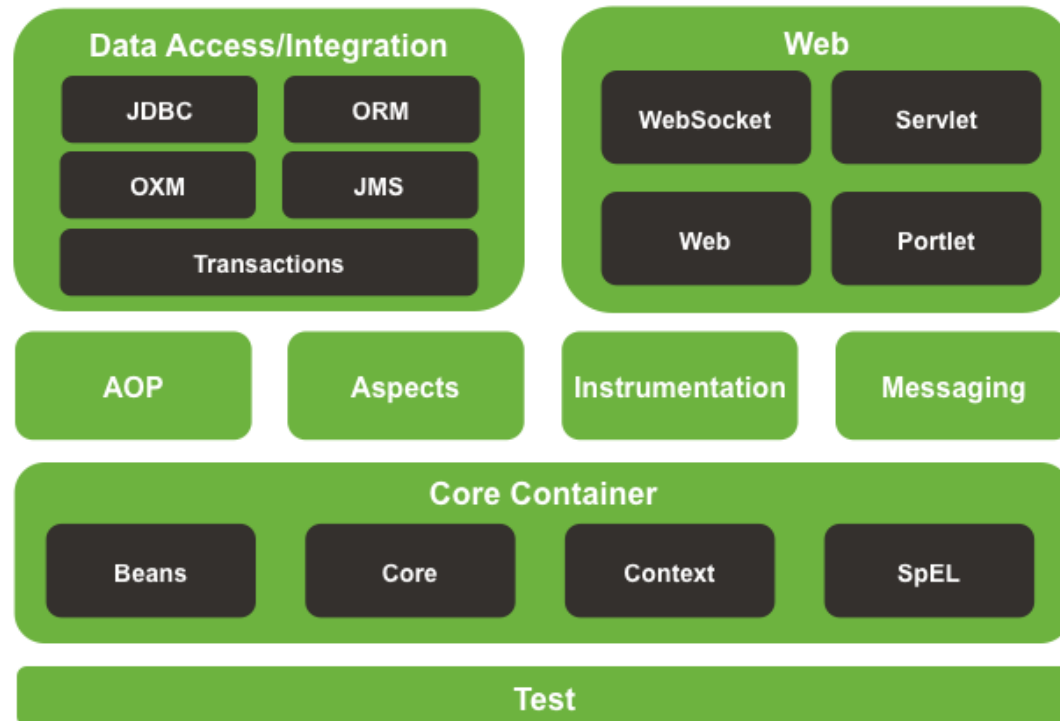 Data Access/Integration
JDBC
ORM
OXM
JMS
Transactions
Web
WebSocket
Servlet
Web
Portlet
AOP
Aspects
Instrumentation
Messaging
Core Container
Beans
Core
Context
SpEL
Test